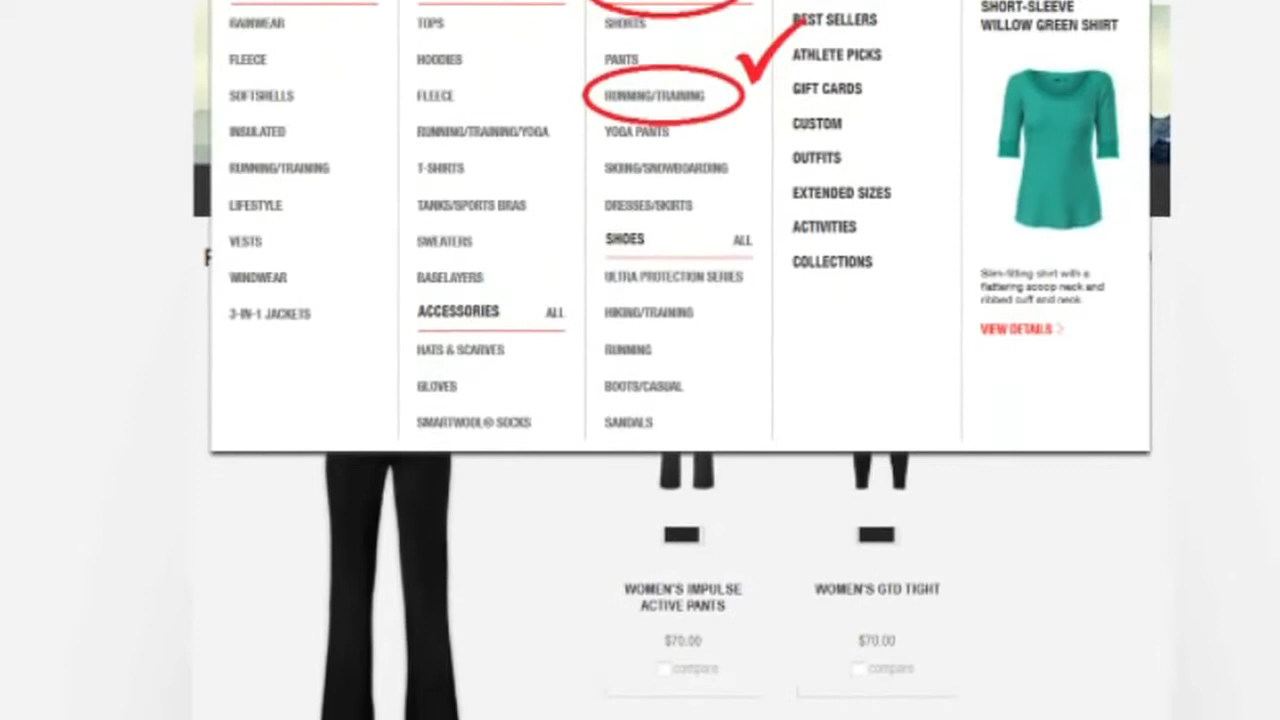 RAINWEAR
FLEECE
SOFTSHELLS
INSULATED
RUNNING/TRAINING
LIFESTYLE
VESTS
WINDWEAR
3-IN-1 JACKETS
TOPS
HOODIES
FLEECE
RUNNING/TRAINING/YOGA
T-SHIRTS
TANKS/SPORTS BRAS
SWEATERS
BASELAYERS
ACCESSORIES ALL
HATS & SCARVES
GLOVES
SMARTWOOL® SOCKS
SHORTS
PANTS
RUNNING/TRAINING
YOGA PANTS
SKIING/SNOWBOARDING
DRESSES/SKIRTS
SHOES ALL
ULTRA PROTECTION SERIES
HIKING/TRAINING
RUNNING
BOOTS/CASUAL
SANDALS
BEST SELLERS
ATHLETE PICKS
GIFT CARDS
CUSTOM
OUTFITS
EXTENDED SIZES
ACTIVITIES
COLLECTIONS
SHORT-SLEEVE
WILLOW GREEN SHIRT
Slim-fitting shirt with a
flattering scoop neck and
ribbed cuff and neck
VIEW DETAILS >
WOMEN'S IMPULSE
ACTIVE PANTS
$70.00
compare
WOMEN'S GTD TIGHT
$70.00
compare